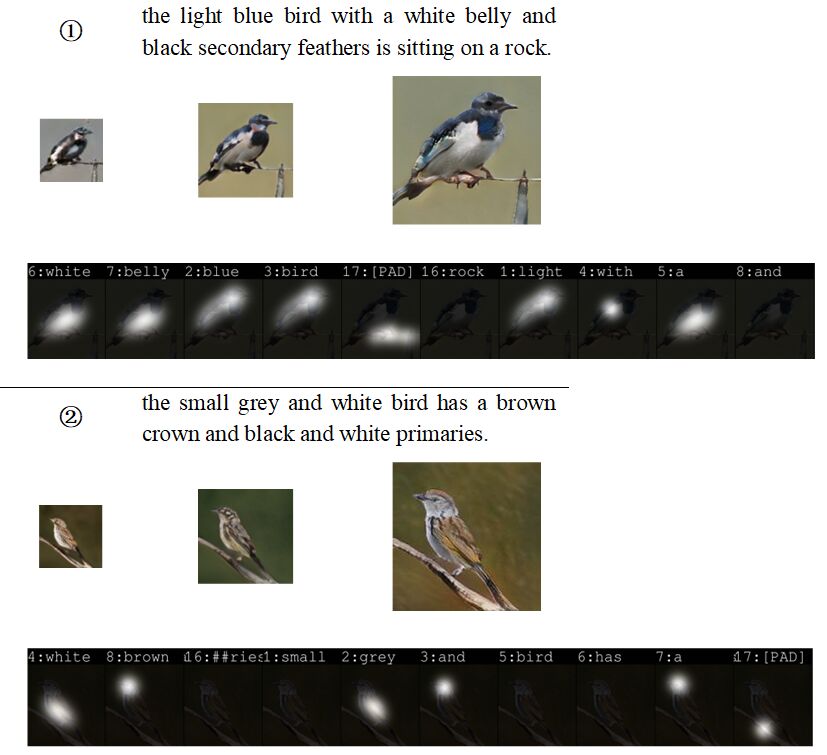 ①
the light blue bird with a white belly and
black secondary feathers is sitting on a rock.
6:white 7:belly 2:blue 3:bird 17:[PAD] 16:rock 1:light 4:with 5:a 8:and
②
the small grey and white bird has a brown
crown and black and white primaries.
4:white 8:brown 16:##ries 1:small 2:grey 3:and 5:bird 6:has 7:a 17:[PAD]